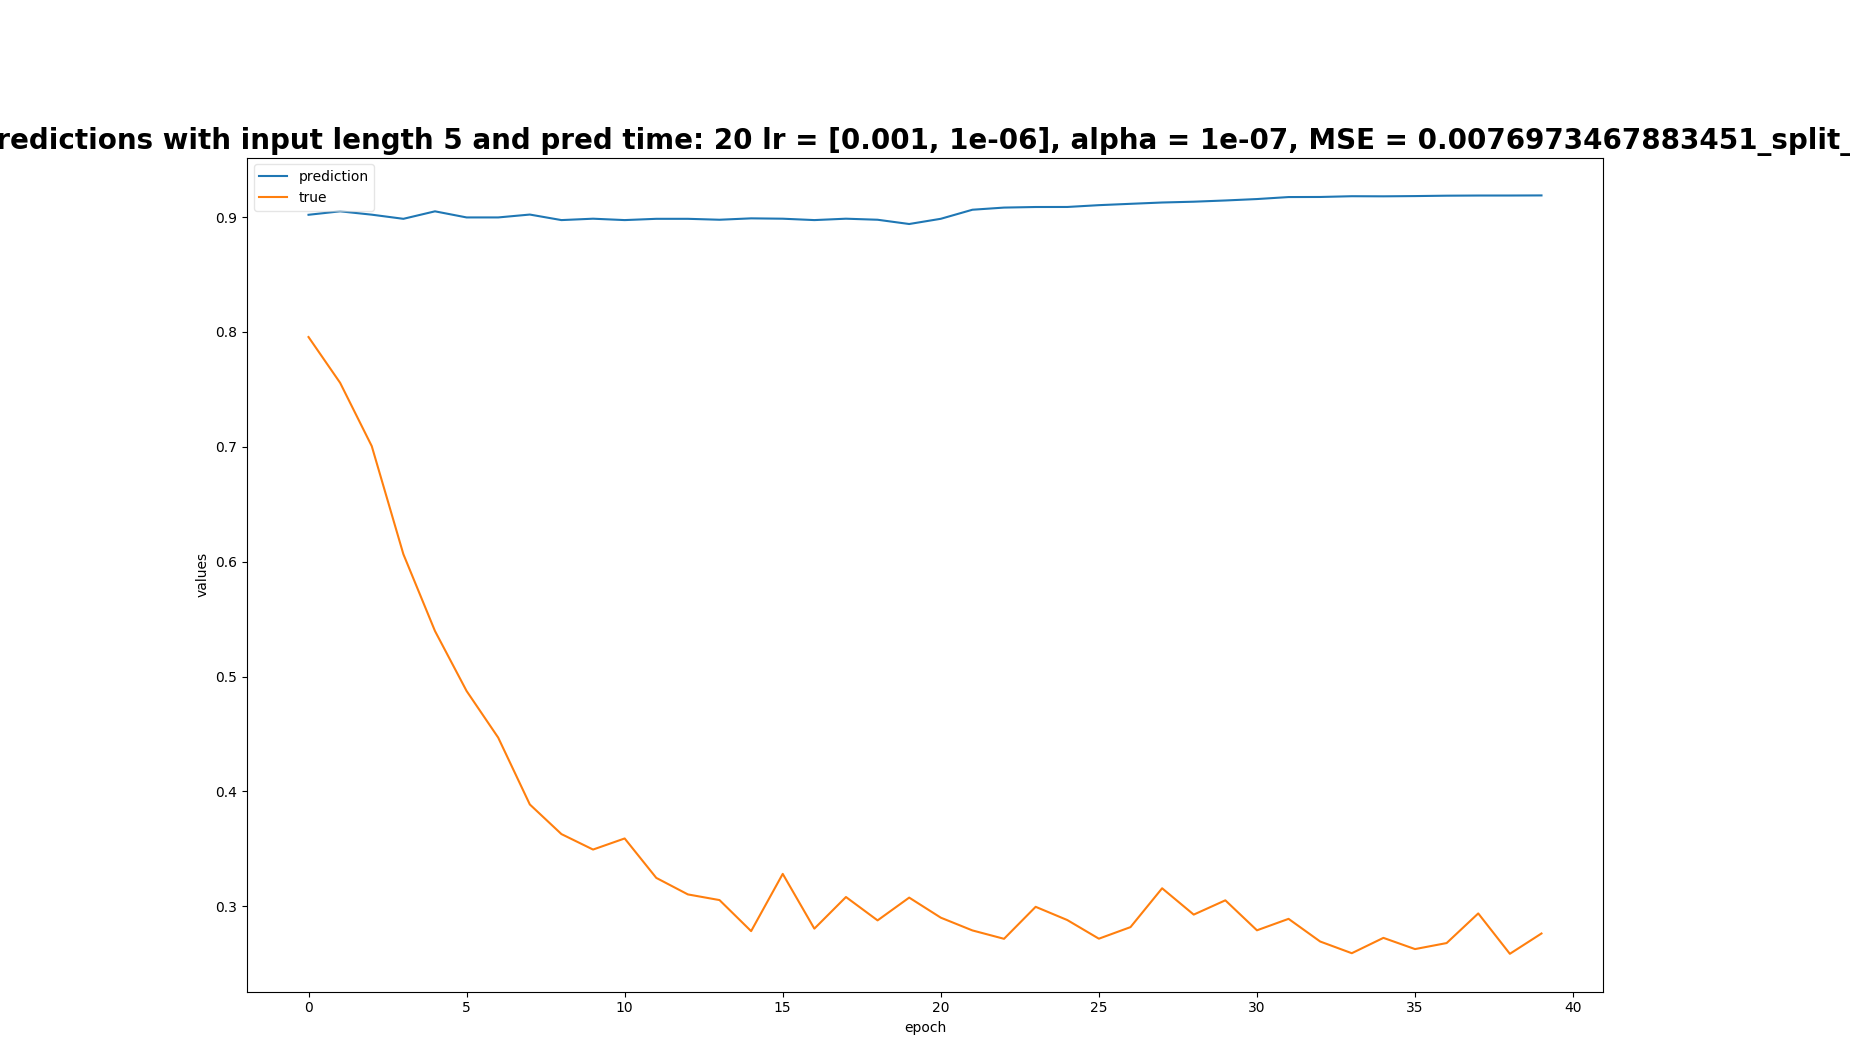 redictions with input length 5 and pred time: 20 lr = [0.001, 1e-06], alpha = 1e-07, MSE = 0.0076973467883451_split_
prediction
true
0.9
0.8
0.7
0.6
0.5
0.4
0.3
values
0 5 10 15 20 25 30 35 40
epoch